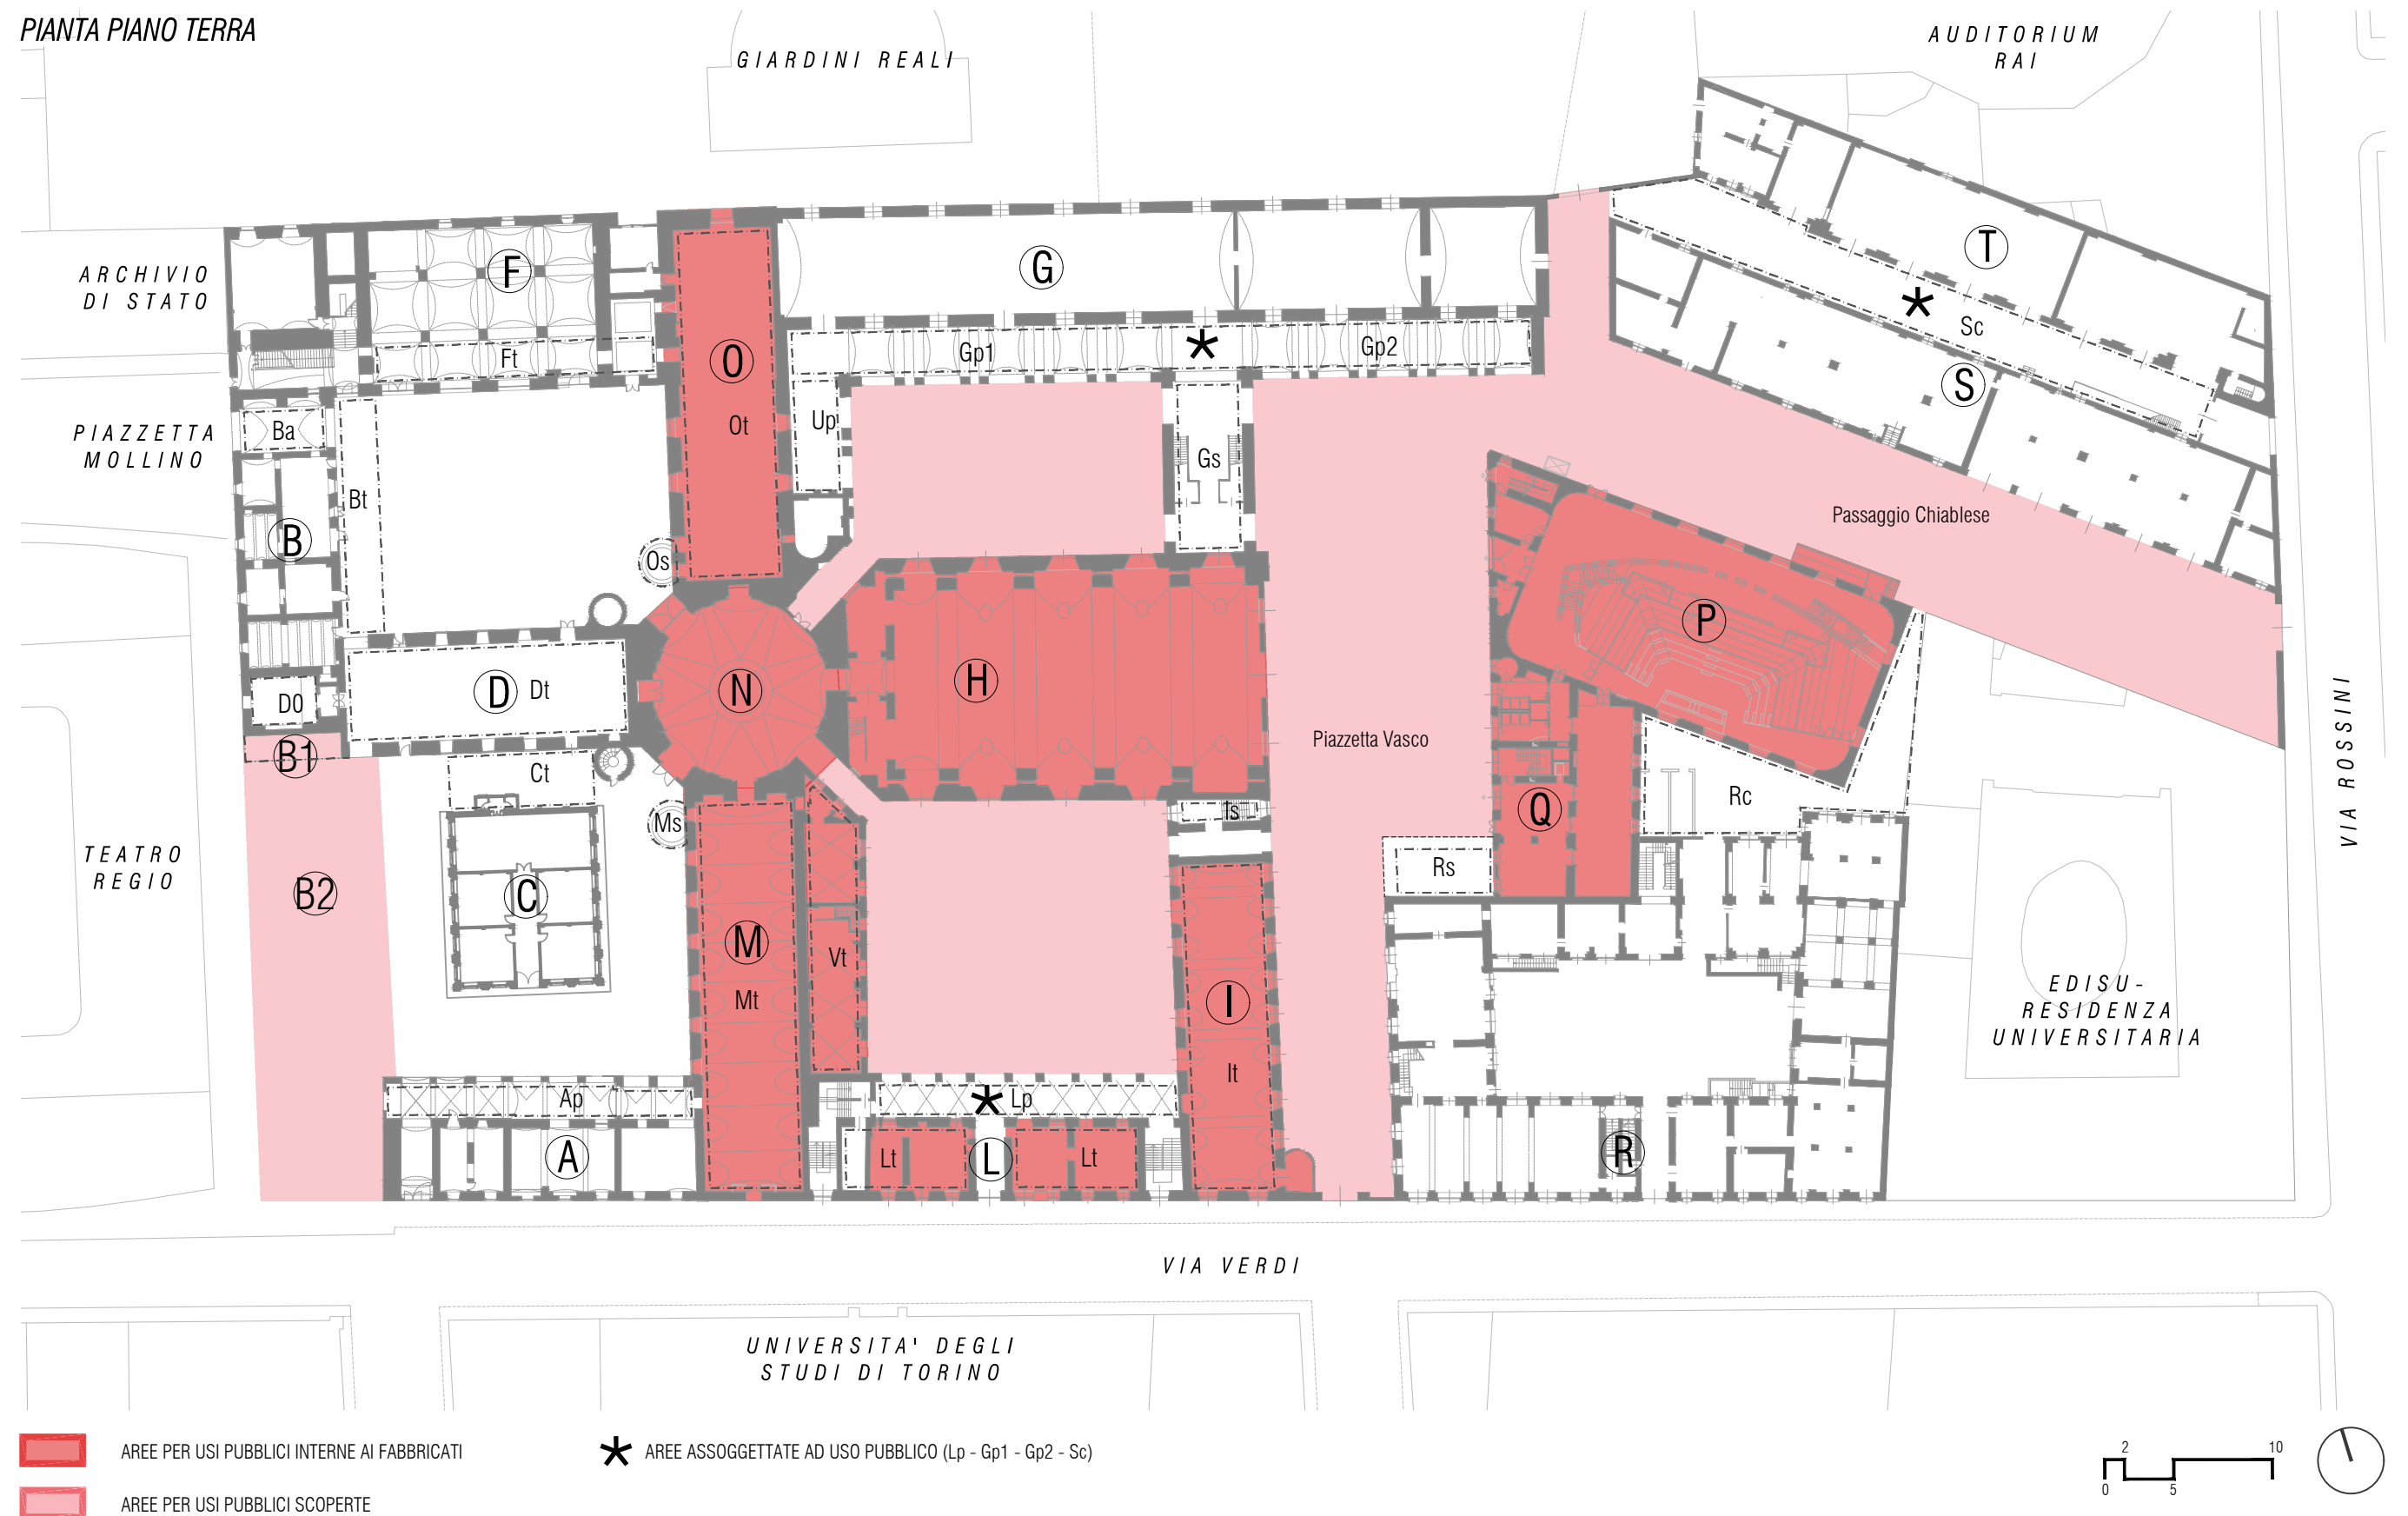 PIANTA PIANO TERRA
GIARDINI REALI
AUDITORIUM
RAI
ARCHIVIO
DI STATO
F
G
T
*
Sc
Ft
O
Gp1
*
Gp2
S
PIAZZETTA
MOLLINO
Ba
Ot
Up
Gs
Bt
B
Os
Passaggio Chiablese
P
D
Dt
N
H
D0
B1
Ct
Piazzetta Vasco
VIA ROSSINI
Rc
Ms
Is
Q
TEATRO
REGIO
B2
C
Rs
M
Vt
Mt
I
It
EDISU-
RESIDENZA
UNIVERSITARIA
Ap
*
Lp
A
Lt
L
Lt
R
VIA VERDI
UNIVERSITA' DEGLI
STUDI DI TORINO
AREE PER USI PUBBLICI INTERNE AI FABBRICATI
* AREE ASSOGGETTATE AD USO PUBBLICO (Lp - Gp1 - Gp2 - Sc)
AREE PER USI PUBBLICI SCOPERTE
2 10
0 5